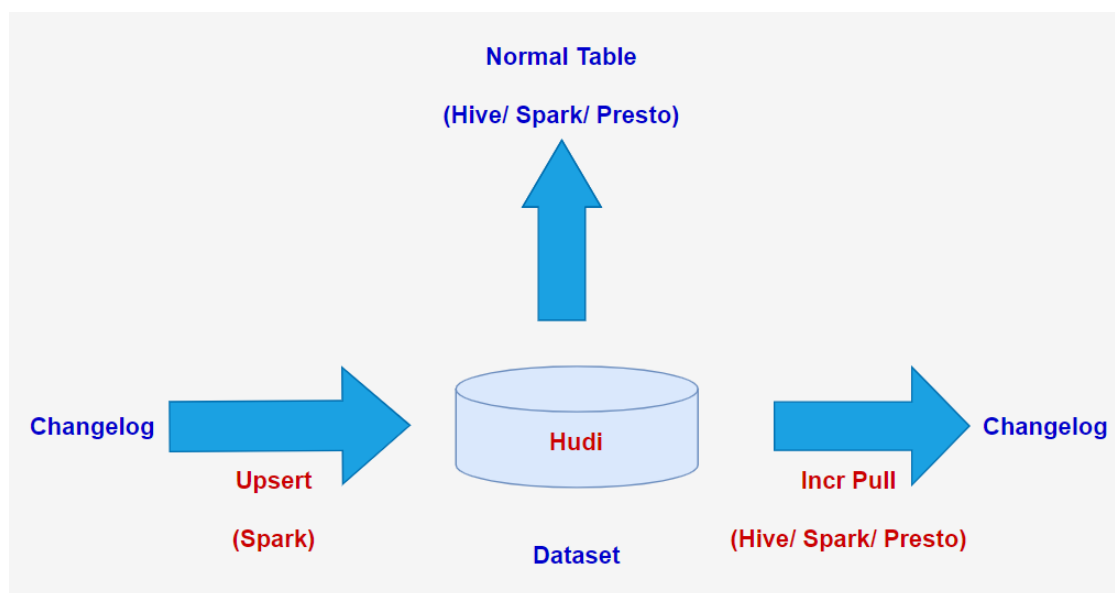 Normal Table
(Hive/ Spark/ Presto)
Changelog
Upsert
(Spark)
Hudi
Dataset
Incr Pull
(Hive/ Spark/ Presto)
Changelog